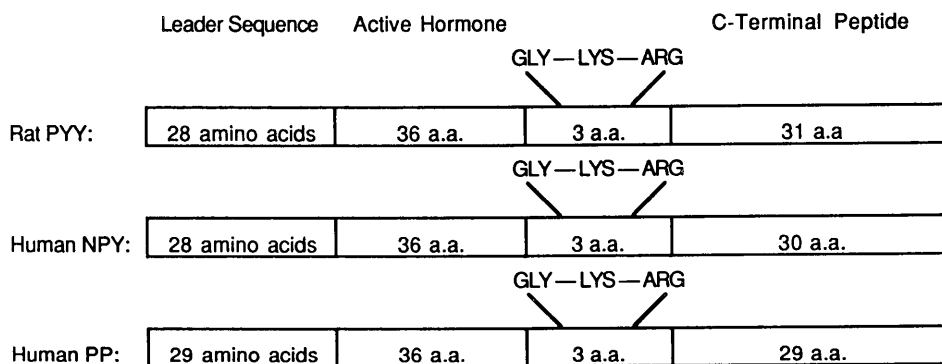 Leader Sequence Active Hormone C-Terminal Peptide
GLY—LYS—ARG
Rat PYY: 28 amino acids 36 a.a. 3 a.a. 31 a.a
GLY—LYS—ARG
Human NPY: 28 amino acids 36 a.a. 3 a.a. 30 a.a.
GLY—LYS—ARG
Human PP: 29 amino acids 36 a.a. 3 a.a. 29 a.a.